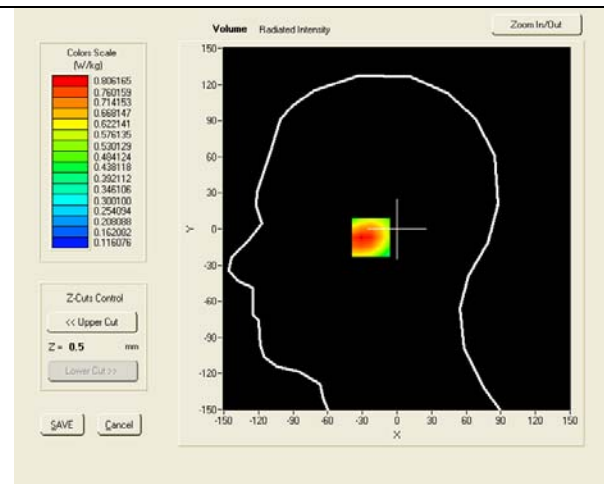 Volume Radiated Intensity
Zoom In/Out
Colors Scale
(W/kg)
0.806165
0.760159
0.714153
0.668147
0.622141
0.576135
0.530129
0.484124
0.438118
0.392112
0.346106
0.300100
0.254094
0.208088
0.162082
0.116076
Z-Cuts Control
<< Upper Cut
Z = 0.5 mm
Lower Cut >>
SAVE Cancel
150
120
90
60
30
Y 0
-30
-60
-90
-120
-150
-150 -120 -90 -60 -30 0 30 60 90 120 150
X